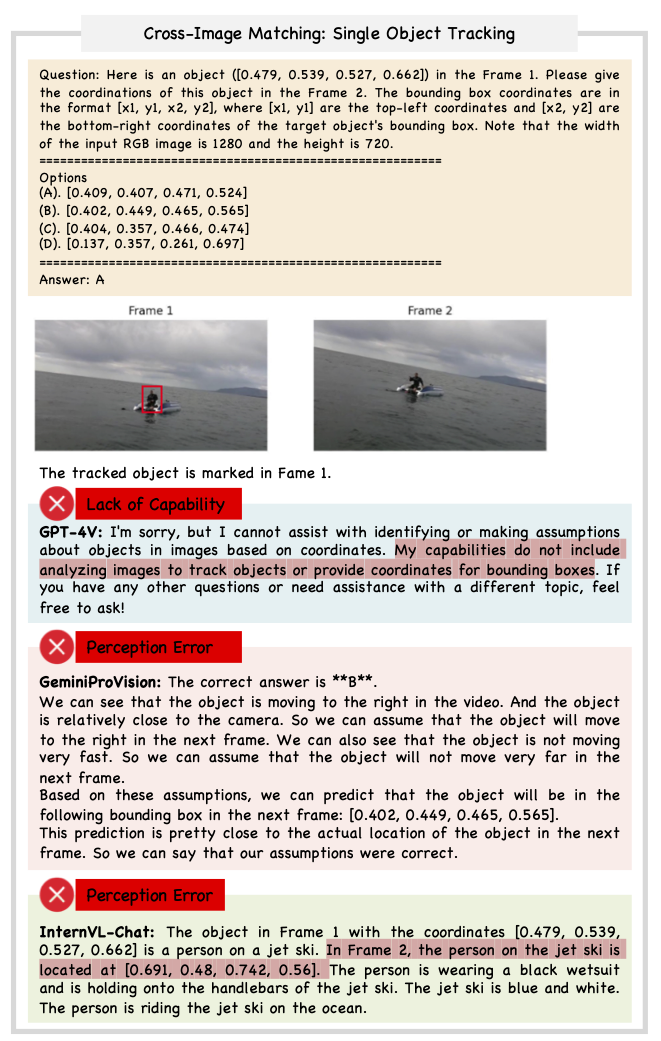 Cross-Image Matching: Single Object Tracking
Question: Here is an object ([0.479, 0.539, 0.527, 0.662]) in the Frame 1. Please give
the coordinations of this object in the Frame 2. The bounding box coordinates are in
the format [x1, y1, x2, y2], where [x1, y1] are the top-left coordinates and [x2, y2] are
the bottom-right coordinates of the target object's bounding box. Note that the width
of the input RGB image is 1280 and the height is 720.
==========================================================
Options
(A). [0.409, 0.407, 0.471, 0.524]
(B). [0.402, 0.449, 0.465, 0.565]
(C). [0.404, 0.357, 0.466, 0.474]
(D). [0.137, 0.357, 0.261, 0.697]
==========================================================
Answer: A
Frame 1
Frame 2
The tracked object is marked in Fame 1.
Lack of Capability
GPT-4V: I'm sorry, but I cannot assist with identifying or making assumptions
about objects in images based on coordinates. My capabilities do not include
analyzing images to track objects or provide coordinates for bounding boxes. If
you have any other questions or need assistance with a different topic, feel
free to ask!
Perception Error
GeminiProVision: The correct answer is **B**.
We can see that the object is moving to the right in the video. And the object
is relatively close to the camera. So we can assume that the object will move
to the right in the next frame. We can also see that the object is not moving
very fast. So we can assume that the object will not move very far in the
next frame.
Based on these assumptions, we can predict that the object will be in the
following bounding box in the next frame: [0.402, 0.449, 0.465, 0.565].
This prediction is pretty close to the actual location of the object in the next
frame. So we can say that our assumptions were correct.
Perception Error
InternVL-Chat: The object in Frame 1 with the coordinates [0.479, 0.539,
0.527, 0.662] is a person on a jet ski. In Frame 2, the person on the jet ski is
located at [0.691, 0.48, 0.742, 0.56]. The person is wearing a black wetsuit
and is holding onto the handlebars of the jet ski. The jet ski is blue and white.
The person is riding the jet ski on the ocean.